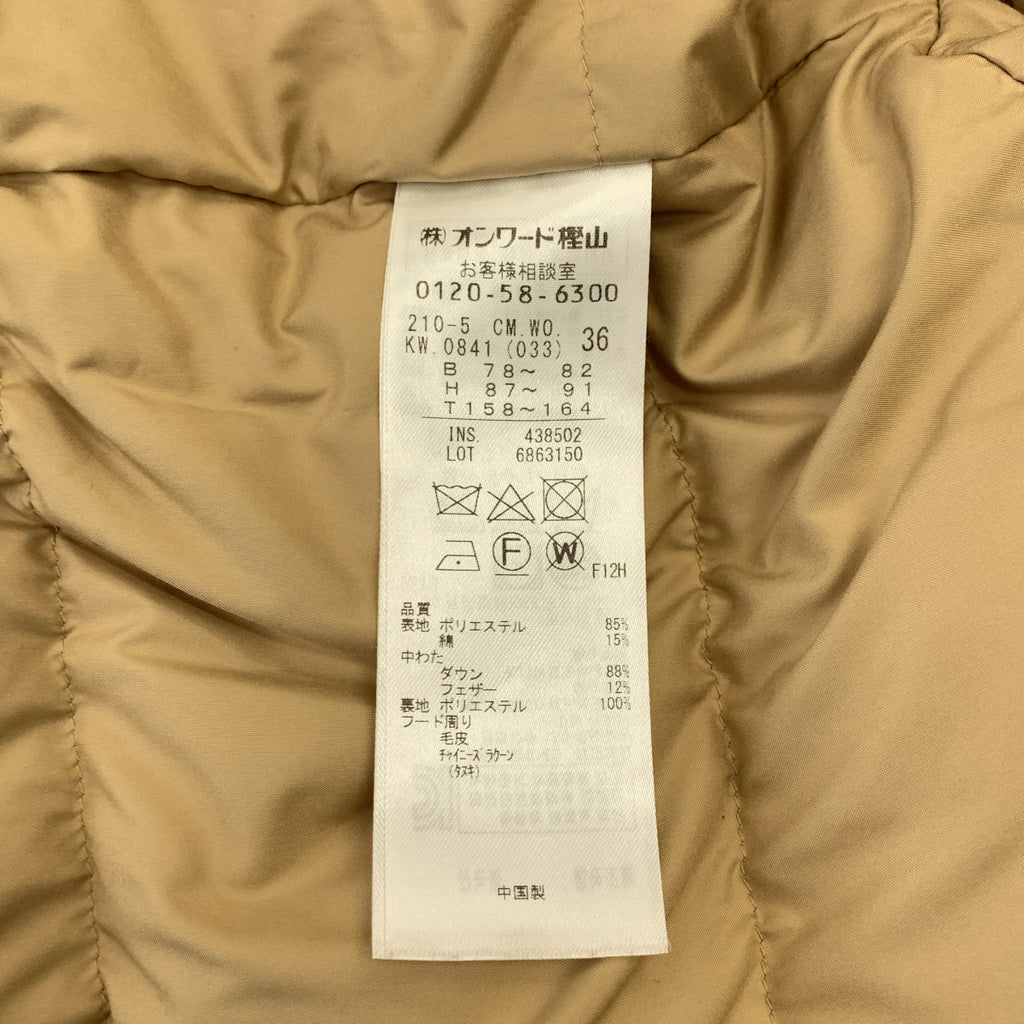 ㈱オンワード樫山
お客様相談室
0120-58-6300
210-5 CM.WO. 36
KW.0841 (033)
B 78～ 82
H 87～ 91
T158～164
INS. 438502
LOT 6863150
F W F12H
品質
表地 ポリエステル 85%
綿 15%
中わた
ダウン 88%
フェザー 12%
裏地 ポリエステル 100%
フード周り
毛皮
ﾁｬｲﾆｰｽﾞﾗｸｰﾝ
(ﾀﾇｷ)
中国製